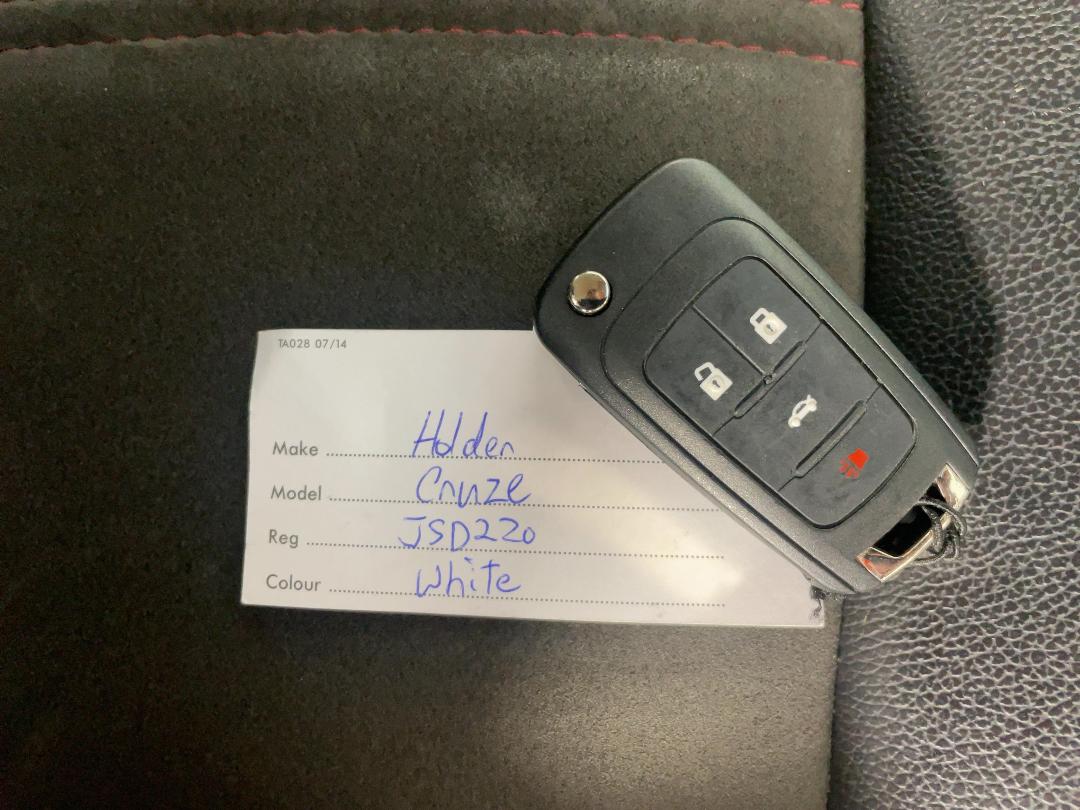 TA028 07/14
Make Holden
Model Cruze
Reg JSD220
Colour White